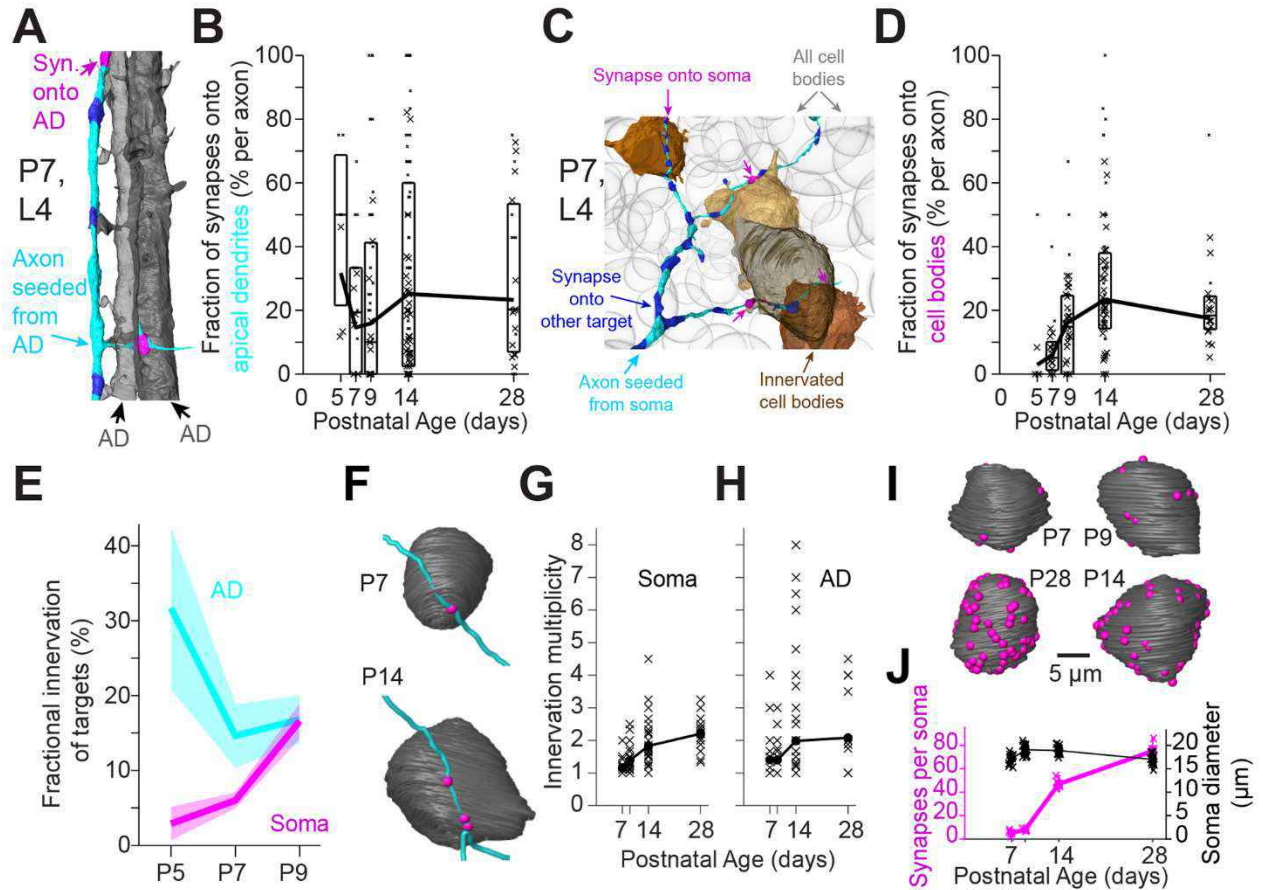 A
Syn.
onto
AD
P7,
L4
Axon
seeded
from
AD
AD
AD
B
Fraction of synapses onto
apical dendrites (% per axon)
100
80
60
40
20
0
0
5
7
9
14
28
Postnatal Age (days)
C
Synapse onto soma
All cell
bodies
P7,
L4
Synapse
onto
other target
Axon seeded
from soma
Innervated
cell bodies
D
Fraction of synapses onto
cell bodies (% per axon)
100
80
60
40
20
0
0
5
7
9
14
28
Postnatal Age (days)
E
Fractional innervation
of targets (%)
40
30
20
10
0
AD
Soma
P5
P7
P9
F
P7
P14
G
H
Innervation multiplicity
8
7
6
5
4
3
2
1
Soma
AD
7
14
28
7
14
28
Postnatal Age (days)
I
P7
P9
P28
P14
5 µm
J
Synapses per soma
80
60
40
20
0
20
15
10
5
0
Soma diameter
(µm)
7
14
28
Postnatal Age (days)